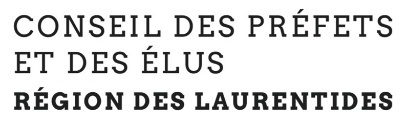 CONSEIL DES PRÉFETS
ET DES ÉLUS
RÉGION DES LAURENTIDES